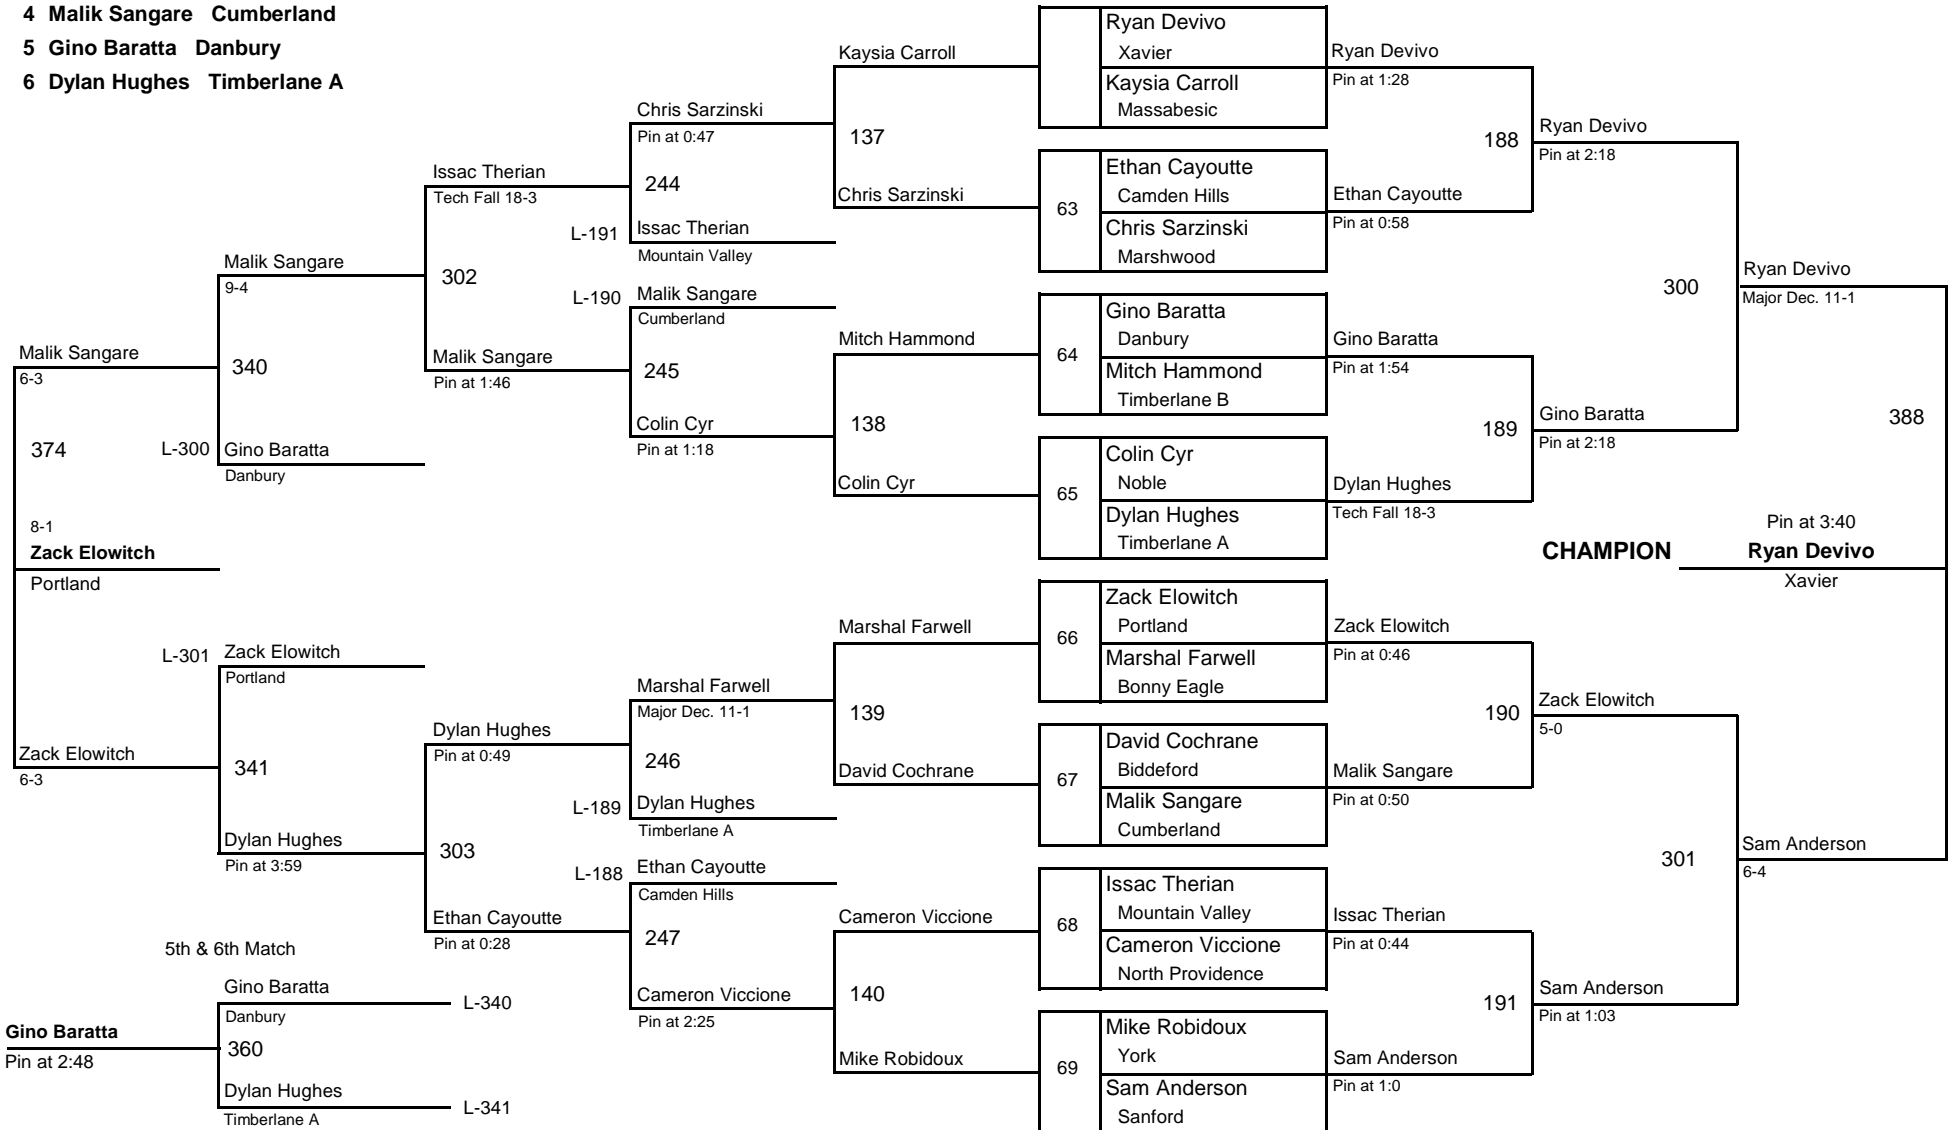 4 Malik Sangare Cumberland
5 Gino Baratta Danbury
6 Dylan Hughes Timberlane A
Malik Sangare
6-3
374
8-1
Zack Elowitch
Portland
Zack Elowitch
6-3
5th & 6th Match
Gino Baratta
Pin at 2:48
Malik Sangare
9-4
340
L-300 Gino Baratta
Danbury
L-301 Zack Elowitch
Portland
341
Dylan Hughes
Pin at 3:59
Gino Baratta
L-340
Danbury
360
Dylan Hughes
L-341
Timberlane A
Issac Therian
Tech Fall 18-3
302
Malik Sangare
Pin at 1:46
Dylan Hughes
Pin at 0:49
303
Ethan Cayoutte
Pin at 0:28
Chris Sarzinski
Pin at 0:47
244
L-191 Issac Therian
Mountain Valley
L-190 Malik Sangare
Cumberland
245
Colin Cyr
Pin at 1:18
Marshal Farwell
Major Dec. 11-1
246
L-189 Dylan Hughes
Timberlane A
L-188 Ethan Cayoutte
Camden Hills
247
Cameron Viccione
Pin at 2:25
Kaysia Carroll
137
Chris Sarzinski
Mitch Hammond
138
Colin Cyr
Marshal Farwell
139
David Cochrane
Cameron Viccione
140
Mike Robidoux
Ryan Devivo
Xavier
Kaysia Carroll
Massabesic
63
Ethan Cayoutte
Camden Hills
Chris Sarzinski
Marshwood
64
Gino Baratta
Danbury
Mitch Hammond
Timberlane B
65
Colin Cyr
Noble
Dylan Hughes
Timberlane A
66
Zack Elowitch
Portland
Marshal Farwell
Bonny Eagle
67
David Cochrane
Biddeford
Malik Sangare
Cumberland
68
Issac Therian
Mountain Valley
Cameron Viccione
North Providence
69
Mike Robidoux
York
Sam Anderson
Sanford
Ryan Devivo
Pin at 1:28
188
Ethan Cayoutte
Pin at 0:58
Gino Baratta
Pin at 1:54
189
Dylan Hughes
Tech Fall 18-3
Zack Elowitch
Pin at 0:46
190
Malik Sangare
Pin at 0:50
Issac Therian
Pin at 0:44
191
Sam Anderson
Pin at 1:0
Ryan Devivo
Pin at 2:18
300
Gino Baratta
Pin at 2:18
Zack Elowitch
5-0
301
Sam Anderson
Pin at 1:03
Ryan Devivo
Major Dec. 11-1
388
Pin at 3:40
CHAMPION Ryan Devivo
Xavier
Sam Anderson
6-4